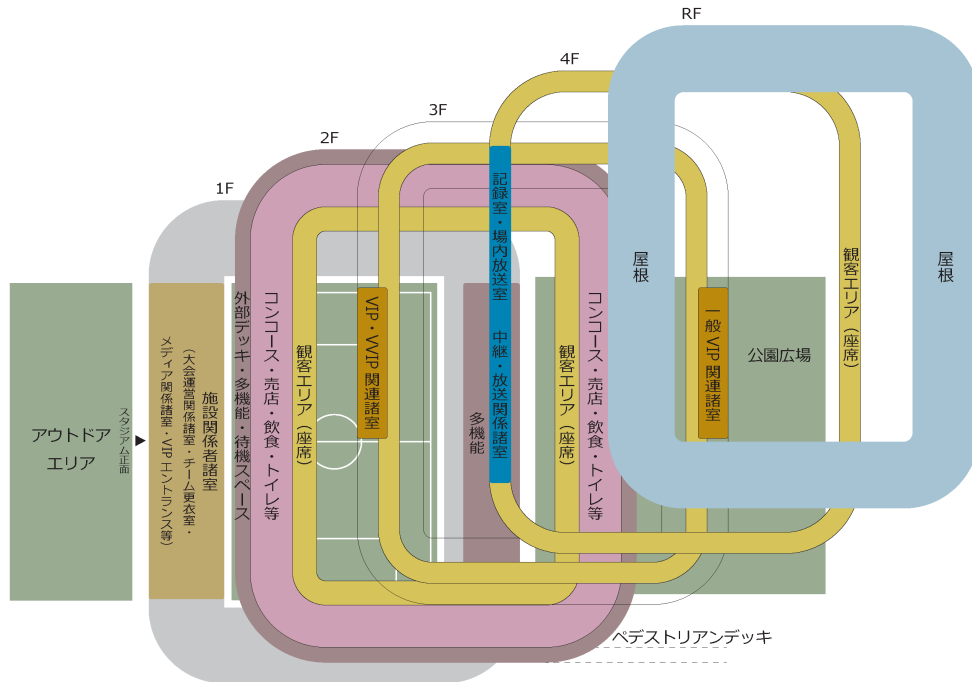 RF
4F
3F
2F
1F
アウトドア
エリア
スタジアム正面
施設関係者諸室
(大会運営関係諸室・チーム更衣室・
メディア関係諸室・VIPエントランス等)
外部デッキ・多機能・待機スペース
コンコース・売店・飲食・トイレ等
観客エリア(座席)
VIP・VVIP関連諸室
多機能
記録室・場内放送室
中継・放送関係諸室
観客エリア(座席)
コンコース・売店・飲食・トイレ等
屋根
一般VIP関連諸室
公園広場
観客エリア(座席)
屋根
ペデストリアンデッキ